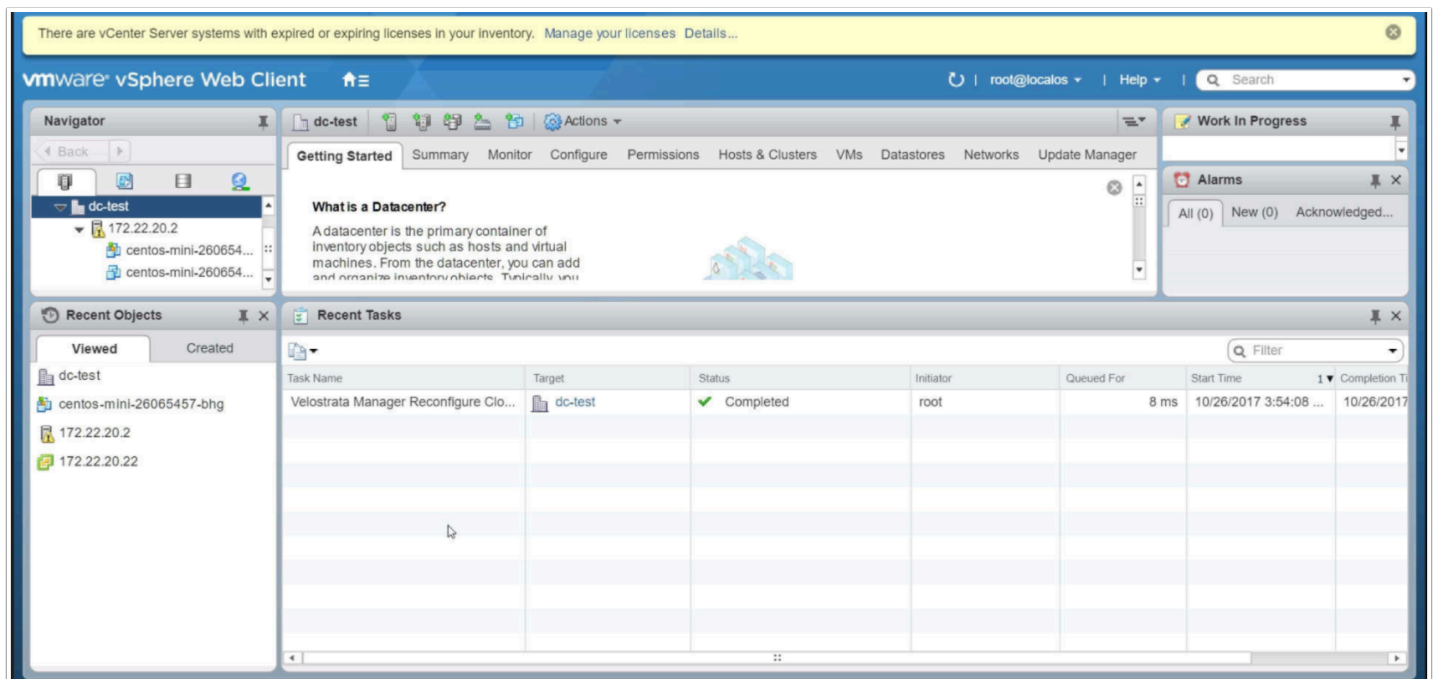 There are vCenter Server systems with expired or expiring licenses in your inventory. Manage your licenses Details...
vmware® vSphere Web Client
root@localos | Help | Search
Navigator
Back
dc-test
172.22.20.2
centos-mini-260654...
centos-mini-260654...
dc-test Actions
Getting Started Summary Monitor Configure Permissions Hosts & Clusters VMs Datastores Networks Update Manager
What is a Datacenter?
A datacenter is the primary container of
inventory objects such as hosts and virtual
machines. From the datacenter, you can add
and organize inventory objects. Typically, you
Work In Progress
Alarms
All (0) New (0) Acknowledged...
Recent Objects
Viewed Created
dc-test
centos-mini-26065457-bhg
172.22.20.2
172.22.20.22
Recent Tasks
Filter
Task Name Target Status Initiator Queued For Start Time 1 Completion Ti
Velostrata Manager Reconfigure Clo... dc-test Completed root 8 ms 10/26/2017 3:54:08 ... 10/26/2017